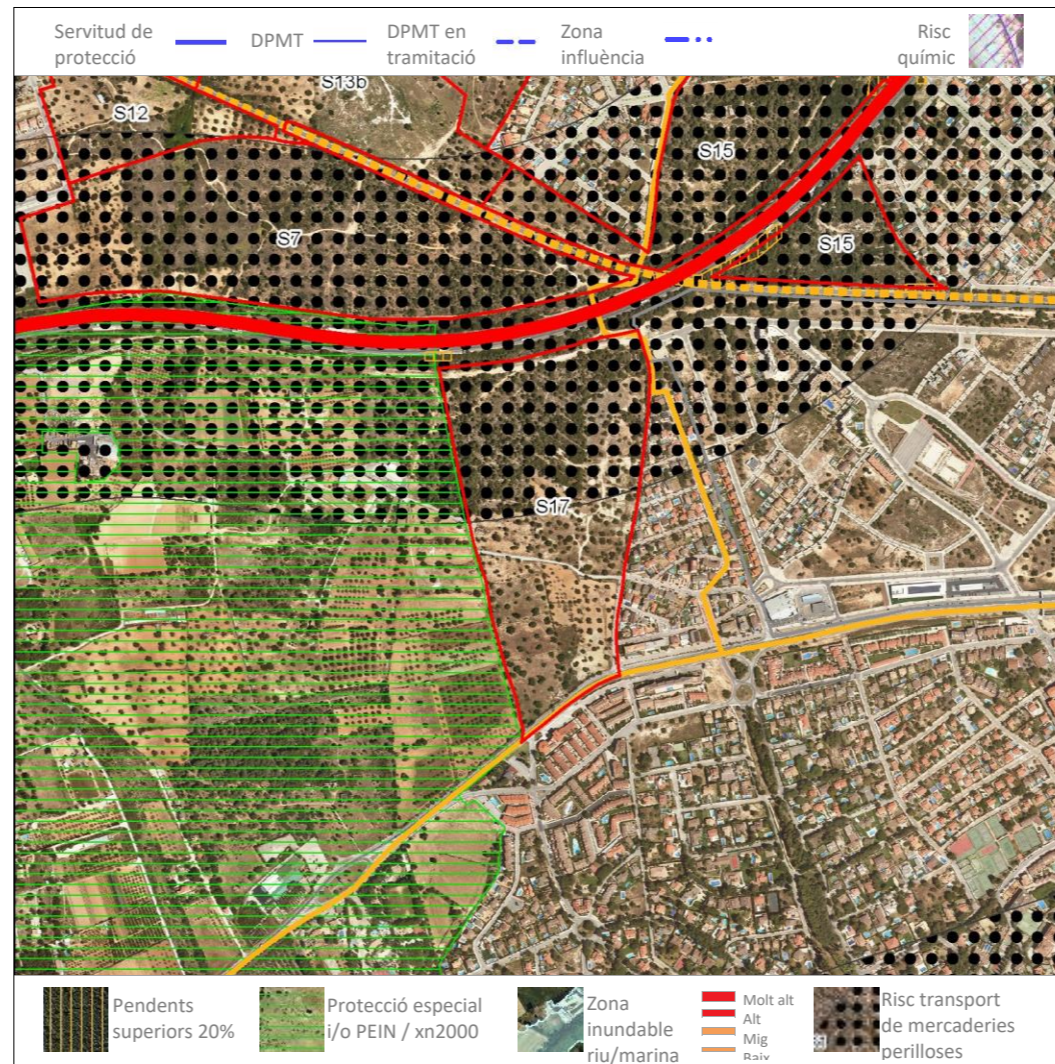 Servitud de
protecció
DPMT
DPMT en
tramitació
Zona
influència
Risc
químic
S13b
S12
S15
S7
S15
S17
Pendents
superiors 20%
Protecció especial
i/o PEIN / xn2000
Zona
inundable
riu/marina
Molt alt
Alt
Mig
Baix
Risc transport
de mercaderies
perilloses